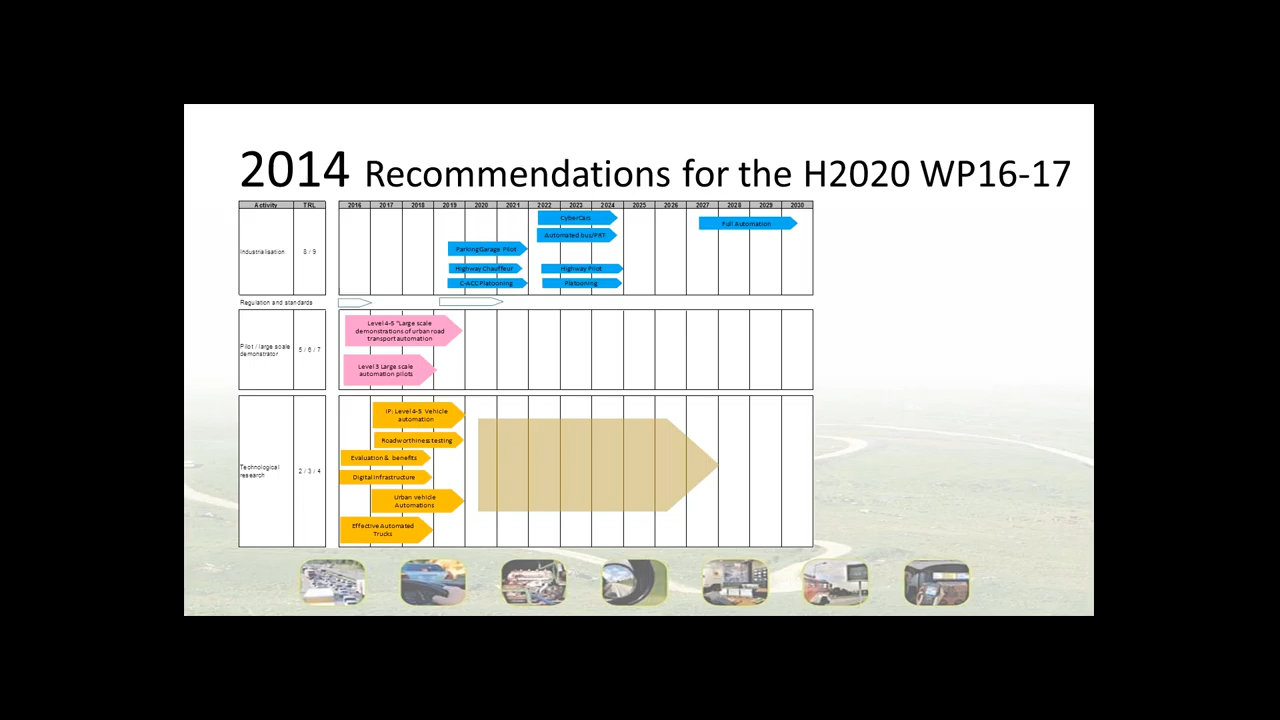 2014 Recommendations for the H2020 WP16-17
Activity TRL 2016 2017 2018 2019 2020 2021 2022 2023 2024 2025 2026 2027 2028 2029 2030
CyberCars
Full Automation
Automated bus/PRT
Industrialisation 8 / 9
Parking Garage Pilot
Highway Chauffeur Highway Pilot
C-ACC Platooning Platooning
Regulation and standards
Level 4-5 "Large scale
demonstrations of urban road
transport automation
Pilot / large scale
demonstrator
5 / 6 / 7
Level 3 Large scale
automation pilots
IP: Level 4-5 Vehicle
automation
Roadworthiness testing
Evaluation & benefits
Technological
research
2 / 3 / 4
Digital Infrastructure
Urban vehicle
Automations
Effective Automated
Trucks